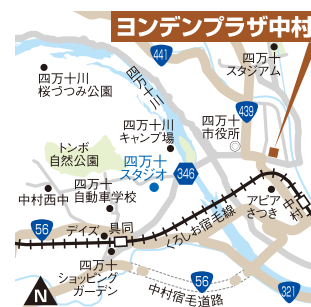 ヨンデンプラザ中村
441
四万十
スタジアム
四万十川
桜づつみ公園
四万十川
439
四万十川
キャンプ場
四万十
市役所
トンボ
自然公園
四万十
スタジオ
346
中村西中
四万十
自動車学校
アピア
さつき
中村
56
デイズ
具同
くろしお宿毛線
四万十
ショッピング
ガーデン
56
中村宿毛道路
321
N